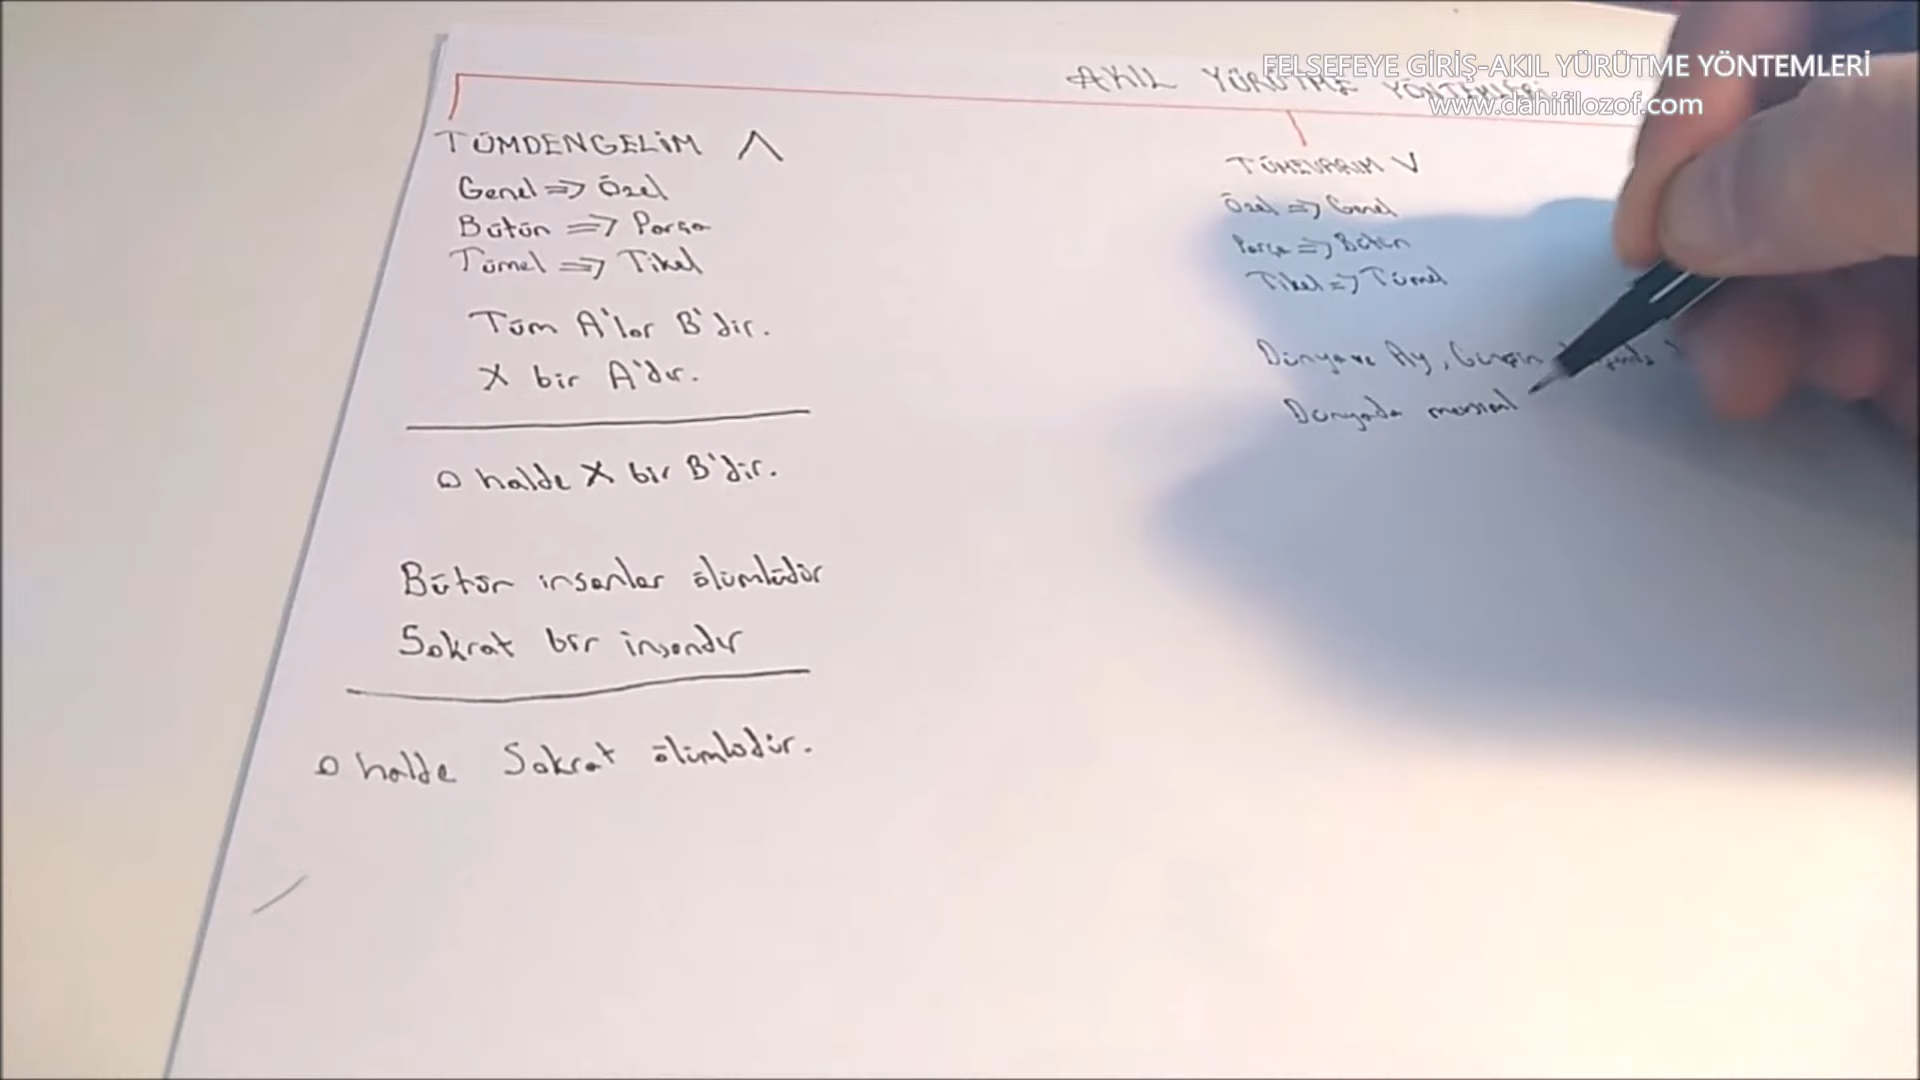 FELSEFEYE GİRİŞ-AKIL YÜRÜTME YÖNTEMLERİ
www.dahifilozof.com
AKIL YÜRÜTME YÖNTEMLERİ
TÜMDENGELİM Λ
Genel => Özel
Bütün => Parça
Tümel => Tikel
Tüm A'lar B'dir.
X bir A'dır.
O halde X bir B'dir.
Bütün insanlar ölümlüdür
Sokrat bir insandır
O halde Sokrat ölümlüdür.
TÜMEVARIM V
Özel => Genel
Parça => Bütün
Tikel => Tümel
Dünya ve Ay, Güneşin
Dünyada